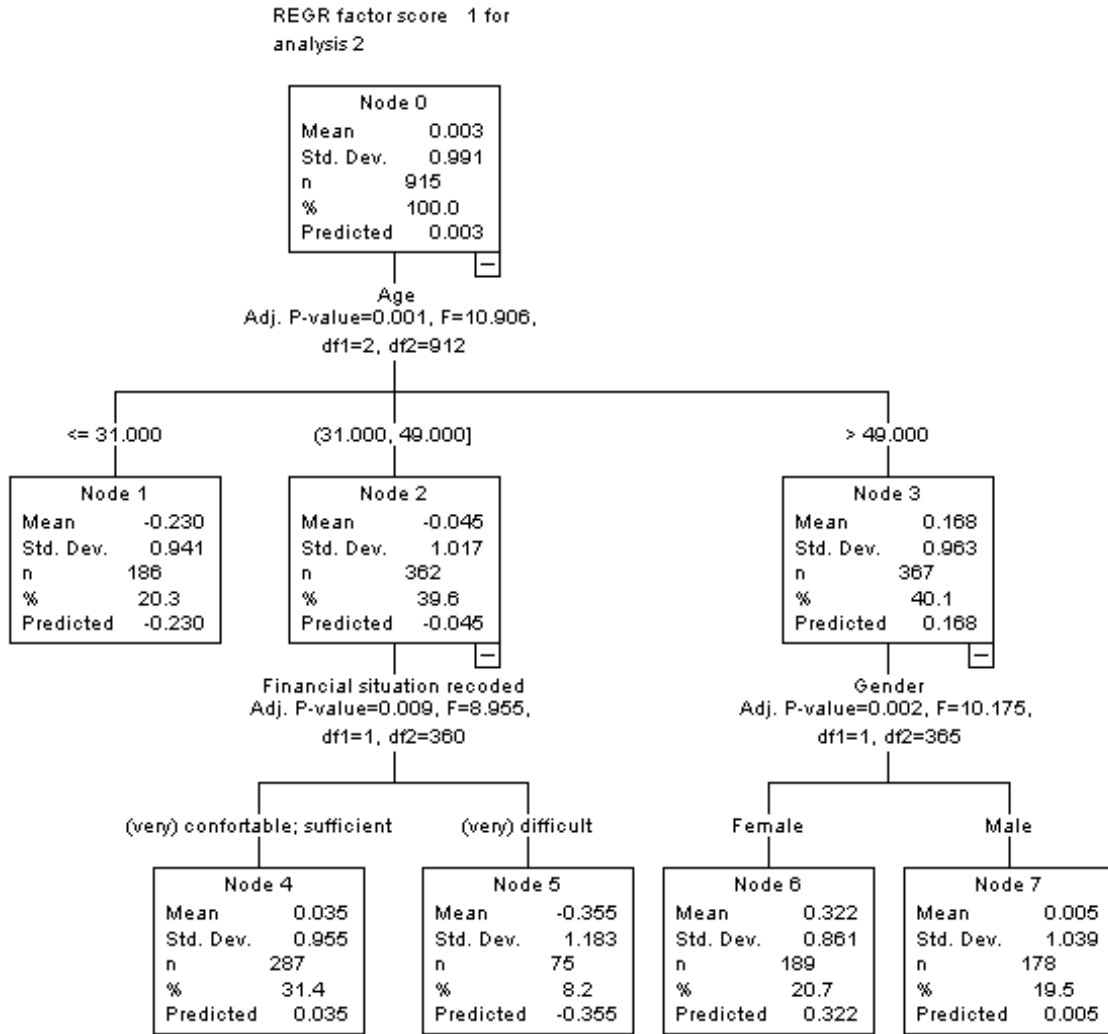 REGR factor score 1 for
analysis 2
Node 0
Mean 0.003
Std. Dev. 0.991
n 915
% 100.0
Predicted 0.003
Age
Adj. P-value=0.001, F=10.906,
df1=2, df2=912
<= 31.000
(31.000, 49.000]
> 49.000
Node 1
Mean -0.230
Std. Dev. 0.941
n 186
% 20.3
Predicted -0.230
Node 2
Mean -0.045
Std. Dev. 1.017
n 362
% 39.6
Predicted -0.045
Node 3
Mean 0.168
Std. Dev. 0.963
n 367
% 40.1
Predicted 0.168
Financial situation recoded
Adj. P-value=0.009, F=8.955,
df1=1, df2=360
Gender
Adj. P-value=0.002, F=10.175,
df1=1, df2=365
(very) confortable; sufficient
(very) difficult
Female
Male
Node 4
Mean 0.035
Std. Dev. 0.955
n 287
% 31.4
Predicted 0.035
Node 5
Mean -0.355
Std. Dev. 1.183
n 75
% 8.2
Predicted -0.355
Node 6
Mean 0.322
Std. Dev. 0.861
n 189
% 20.7
Predicted 0.322
Node 7
Mean 0.005
Std. Dev. 1.039
n 178
% 19.5
Predicted 0.005